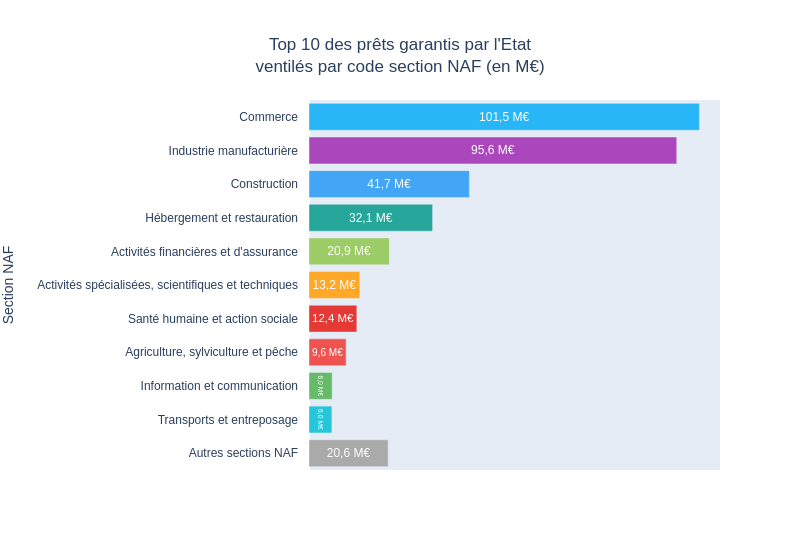 Top 10 des prêts garantis par l'Etat
ventilés par code section NAF (en M€)
Section NAF
Commerce 101,5 M€
Industrie manufacturière 95,6 M€
Construction 41,7 M€
Hébergement et restauration 32,1 M€
Activités financières et d'assurance 20,9 M€
Activités spécialisées, scientifiques et techniques 13,2 M€
Santé humaine et action sociale 12,4 M€
Agriculture, sylviculture et pêche 9,6 M€
Information et communication M€
Transports et entreposage M€
Autres sections NAF 20,6 M€